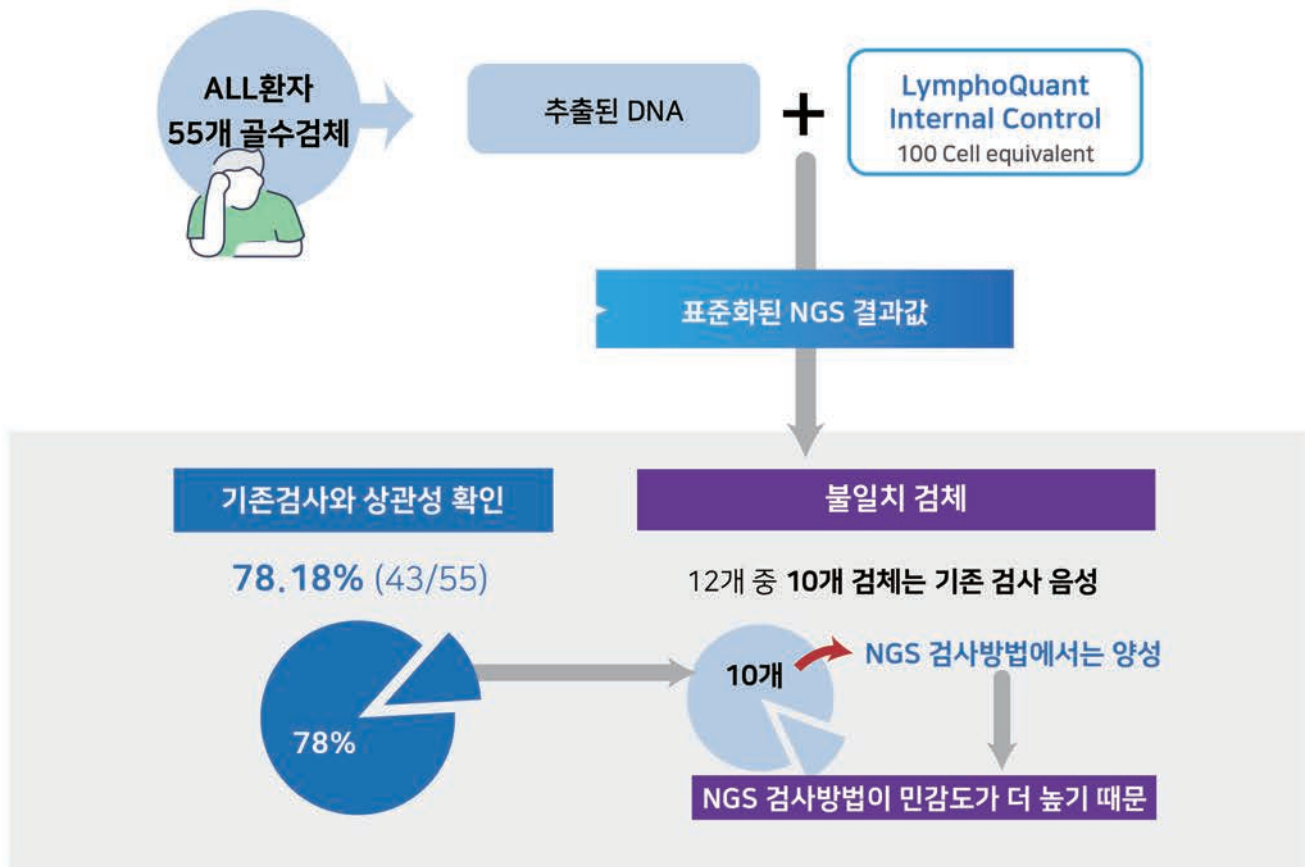 ALL환자
55개 골수검체
추출된 DNA
+
LymphoQuant
Internal Control
100 Cell equivalent
표준화된 NGS 결과값
기존검사와 상관성 확인
78.18% (43/55)
78%
불일치 검체
12개 중 10개 검체는 기존 검사 음성
10개
NGS 검사방법에서는 양성
NGS 검사방법이 민감도가 더 높기 때문